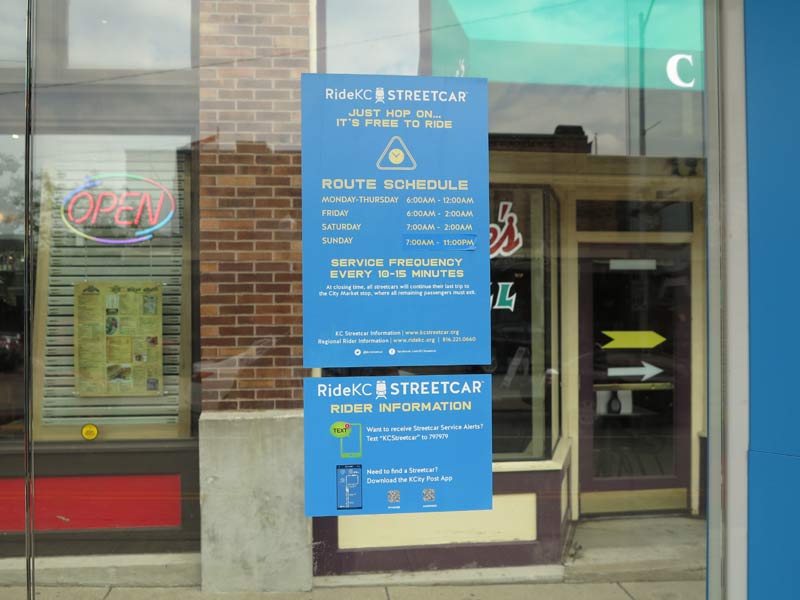 C
RideKC STREETCAR
JUST HOP ON...
IT'S FREE TO RIDE
ROUTE SCHEDULE
MONDAY-THURSDAY 6:00AM - 12:00AM
FRIDAY 6:00AM - 2:00AM
SATURDAY 7:00AM - 2:00AM
SUNDAY 7:00AM - 11:00PM
SERVICE FREQUENCY
EVERY 10-15 MINUTES
At closing time, all streetcars will continue their last trip to
the City Market stop, where all remaining passengers must exit.
KC Streetcar Information | www.kcstreetcar.org
Regional Rider Information | www.ridekc.org | 816.221.0660
RideKC STREETCAR
RIDER INFORMATION
TEXT
Want to receive Streetcar Service Alerts?
Text "KCStreetcar" to 797979
Need to find a Streetcar?
Download the KCity Post App
OPEN